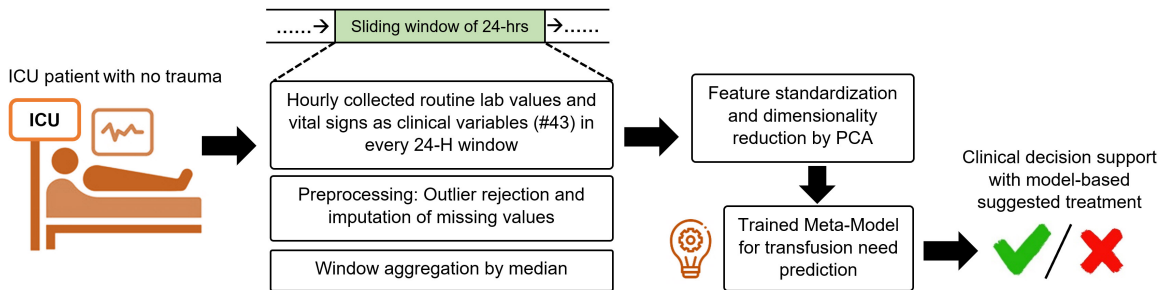 ......→ Sliding window of 24-hrs →......
ICU patient with no trauma
ICU
Hourly collected routine lab values and
vital signs as clinical variables (#43) in
every 24-H window
Preprocessing: Outlier rejection and
imputation of missing values
Window aggregation by median
Feature standardization
and dimensionality
reduction by PCA
Trained Meta-Model
for transfusion need
prediction
Clinical decision support
with model-based
suggested treatment